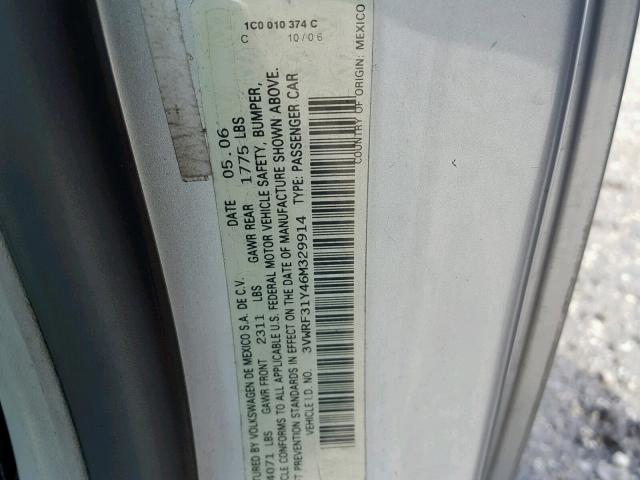 1C0 010 374 C
C 10/06
TURED BY VOLKSWAGEN DE MEXICO S.A. DE C.V. DATE 05.06
4071 LBS GAWR FRONT 2311 LBS GAWR REAR 1775 LBS
ICLE CONFORMS TO ALL APPLICABLE U.S. FEDERAL MOTOR VEHICLE SAFETY, BUMPER,
T PREVENTION STANDARDS IN EFFECT ON THE DATE OF MANUFACTURE SHOWN ABOVE.
VEHICLE I.D. NO. 3VWRF31Y46M329914 TYPE: PASSENGER CAR
COUNTRY OF ORIGIN: MEXICO